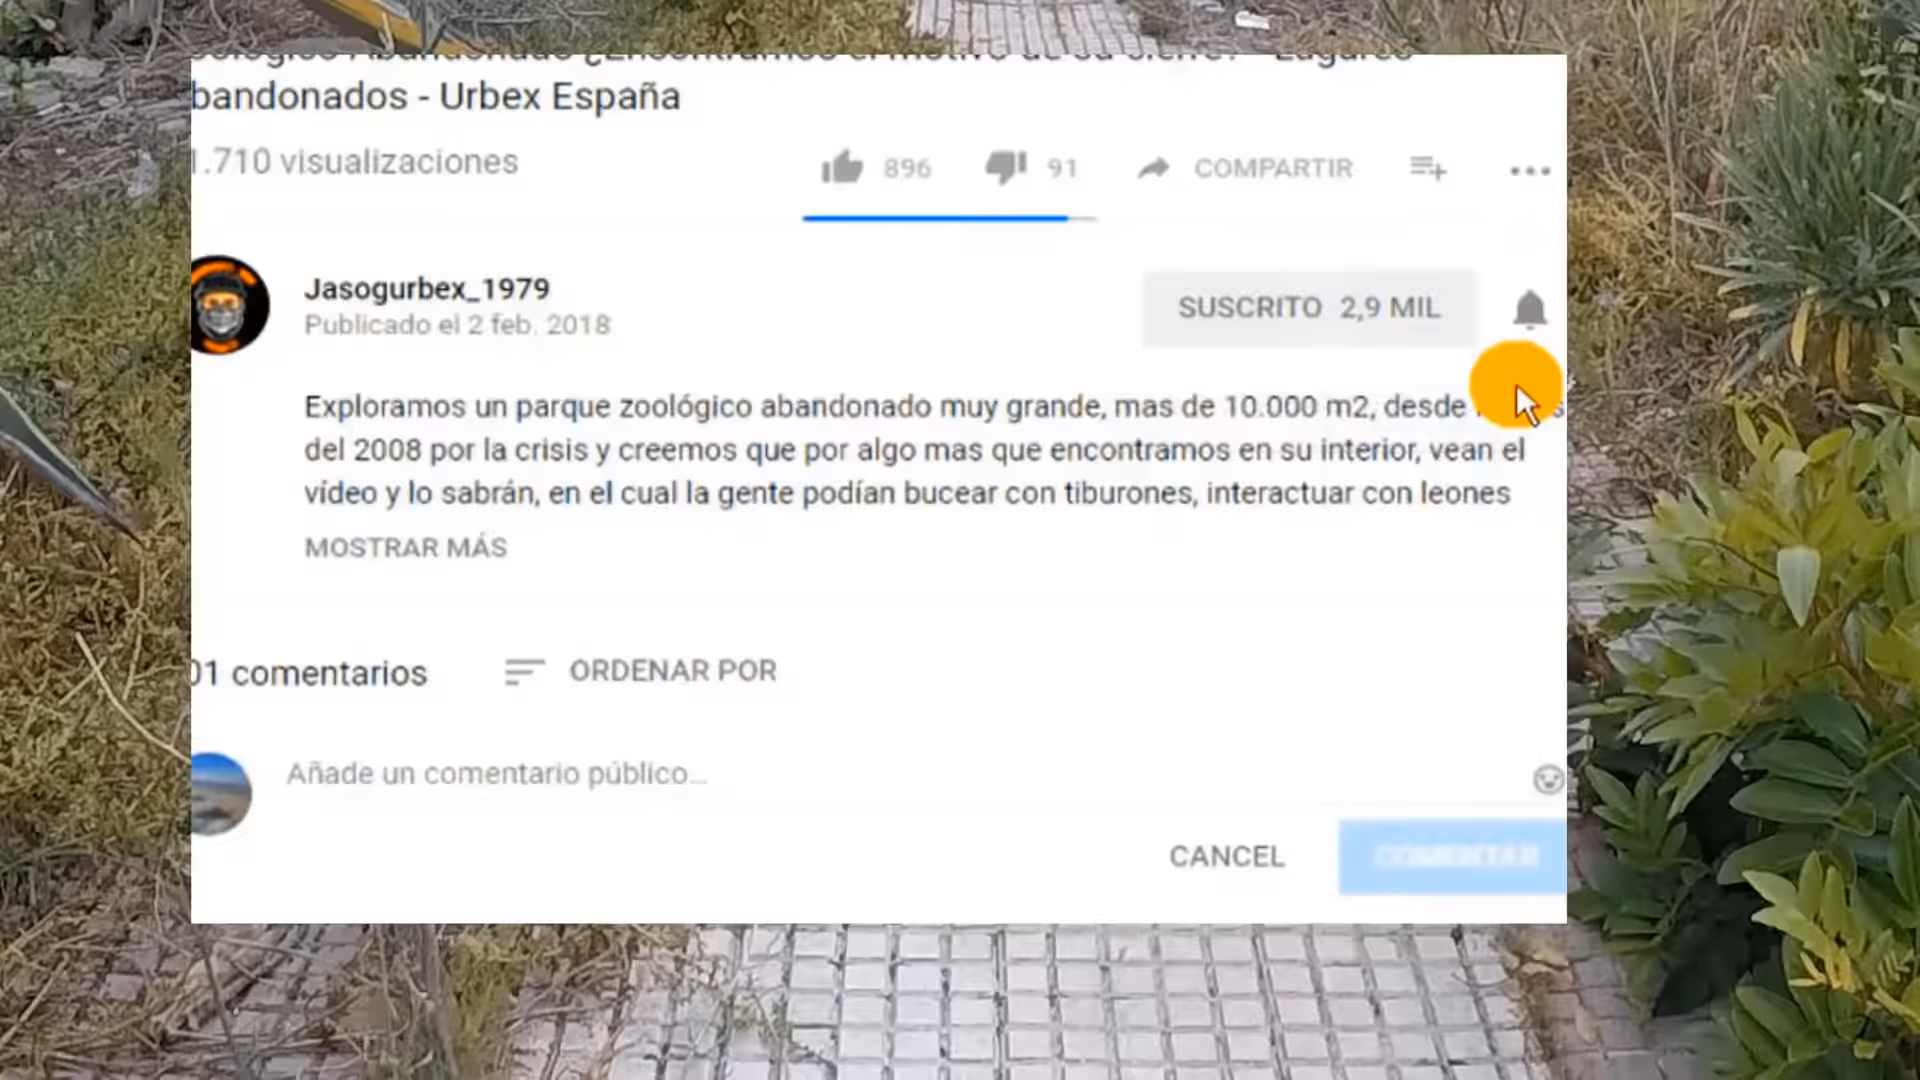 bandonados - Urbex España
1.710 visualizaciones
896
91
COMPARTIR
Jasogurbex_1979
Publicado el 2 feb. 2018
SUSCRITO 2,9 MIL
Exploramos un parque zoológico abandonado muy grande, mas de 10.000 m2, desde
del 2008 por la crisis y creemos que por algo mas que encontramos en su interior, vean el
vídeo y lo sabrán, en el cual la gente podían bucear con tiburones, interactuar con leones
MOSTRAR MÁS
01 comentarios
ORDENAR POR
Añade un comentario público...
CANCEL